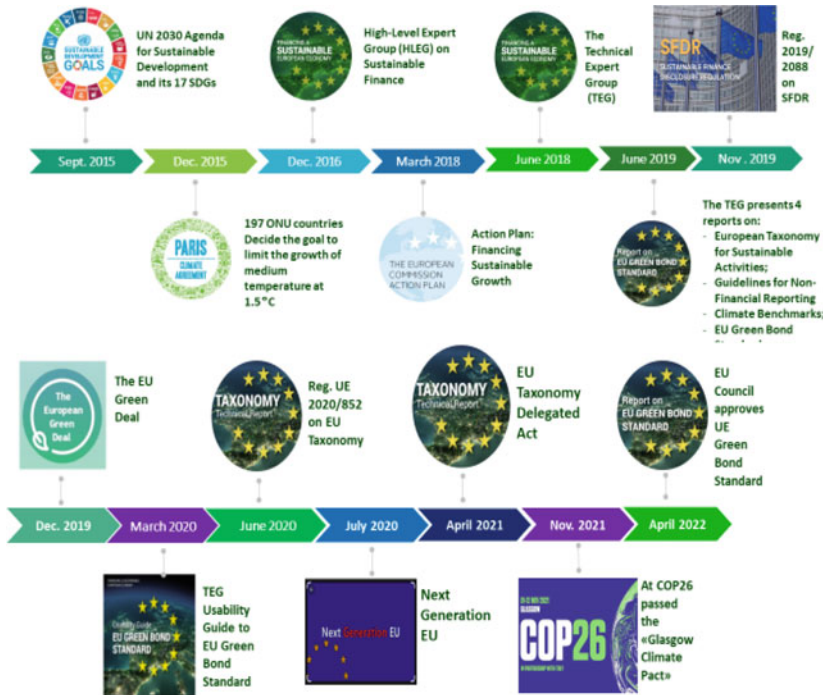 SUSTAINABLE
DEVELOPMENT
GOALS
UN 2030 Agenda
for Sustainable
Development
and its 17 SDGs
FINANCING A
SUSTAINABLE
EUROPEAN ECONOMY
High-Level Expert
Group (HLEG) on
Sustainable
Finance
FINANCING A
SUSTAINABLE
EUROPEAN ECONOMY
The
Technical
Expert
Group
(TEG)
SFDR
SUSTAINABLE FINANCE
DISCLOSURE REGULATION
Reg.
2019/
2088
on
SFDR
Sept. 2015
Dec. 2015
Dec. 2016
March 2018
June 2018
June 2019
Nov. 2019
PARIS
CLIMATE
AGREEMENT
197 ONU countries
Decide the goal to
limit the growth of
medium
temperature at
1.5°C
THE EUROPEAN
COMMISSION
ACTION PLAN
Action Plan:
Financing
Sustainable
Growth
Report on
EU GREEN BOND
STANDARD
The TEG presents 4
reports on:
- European Taxonomy
for Sustainable
Activities;
- Guidelines for Non-
Financial Reporting
- Climate Benchmarks;
- EU Green Bond
The
European
Green
Deal
The EU
Green
Deal
TAXONOMY
Technical Report
Reg. UE
2020/852
on EU
Taxonomy
TAXONOMY
Technical Report
EU
Taxonomy
Delegated
Act
Report on
EU GREEN BOND
STANDARD
EU
Council
approves
UE
Green
Bond
Standard
Dec. 2019
March 2020
June 2020
July 2020
April 2021
Nov. 2021
April 2022
Usability Guide
EU GREEN BOND
STANDARD
TEG
Usability
Guide to
EU Green
Bond
Standard
Next Generation EU
Next
Generation
EU
GLASGOW
COP26
IN PARTNERSHIP WITH ITALY
At COP26
passed
the
«Glasgow
Climate
Pact»